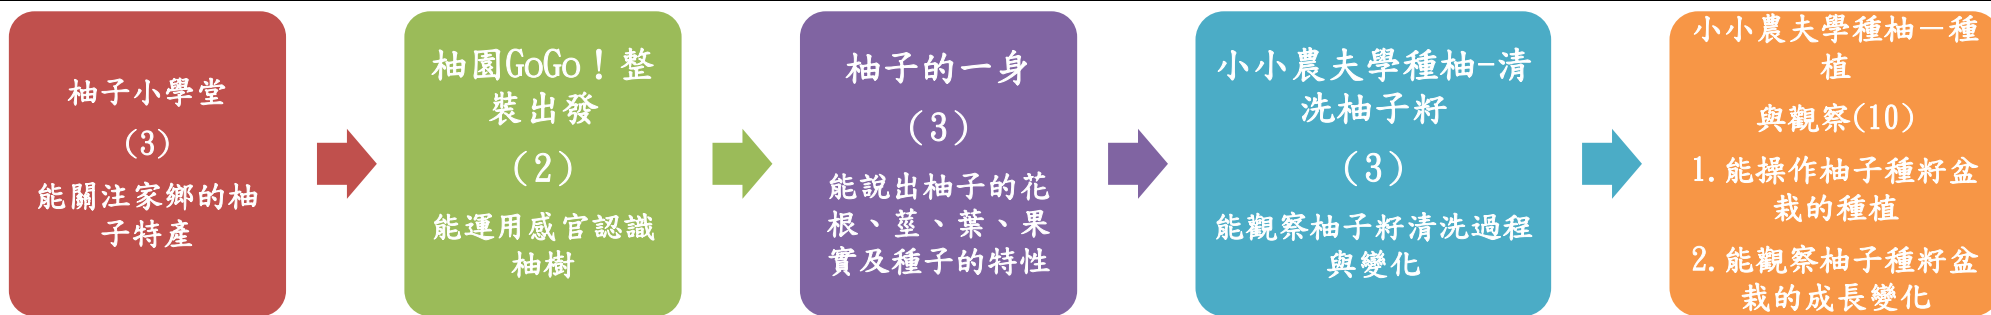 柚子小學堂
(3)
能關注家鄉的柚
子特產
柚園GoGo！整
裝出發
(2)
能運用感官認識
柚樹
柚子的一身
(3)
能說出柚子的花
根、莖、葉、果
實及種子的特性
小小農夫學種柚-清
洗柚子籽
(3)
能觀察柚子籽清洗過程
與變化
小小農夫學種柚－種
植
與觀察(10)
1.能操作柚子種籽盆
栽的種植
2.能觀察柚子種籽盆
栽的成長變化